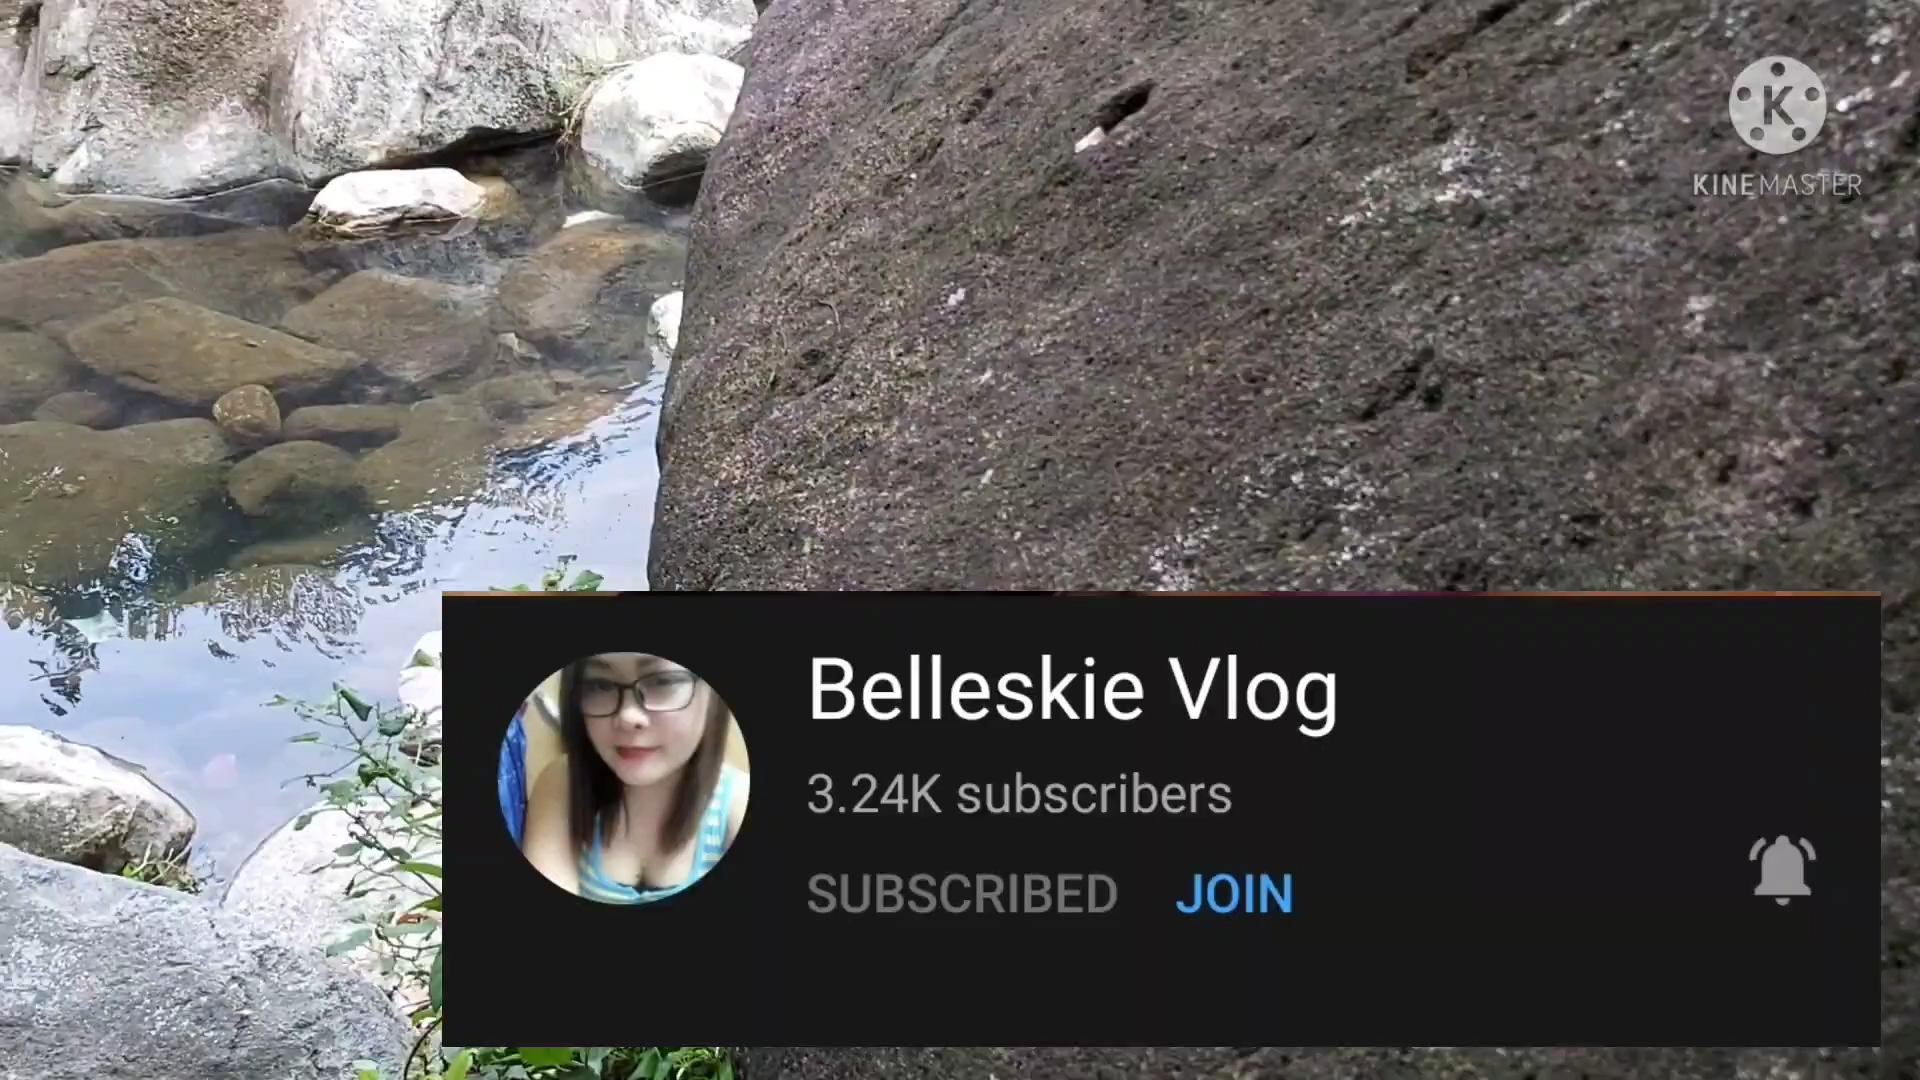 K
KINEMASTER
Belleskie Vlog
3.24K subscribers
SUBSCRIBED JOIN